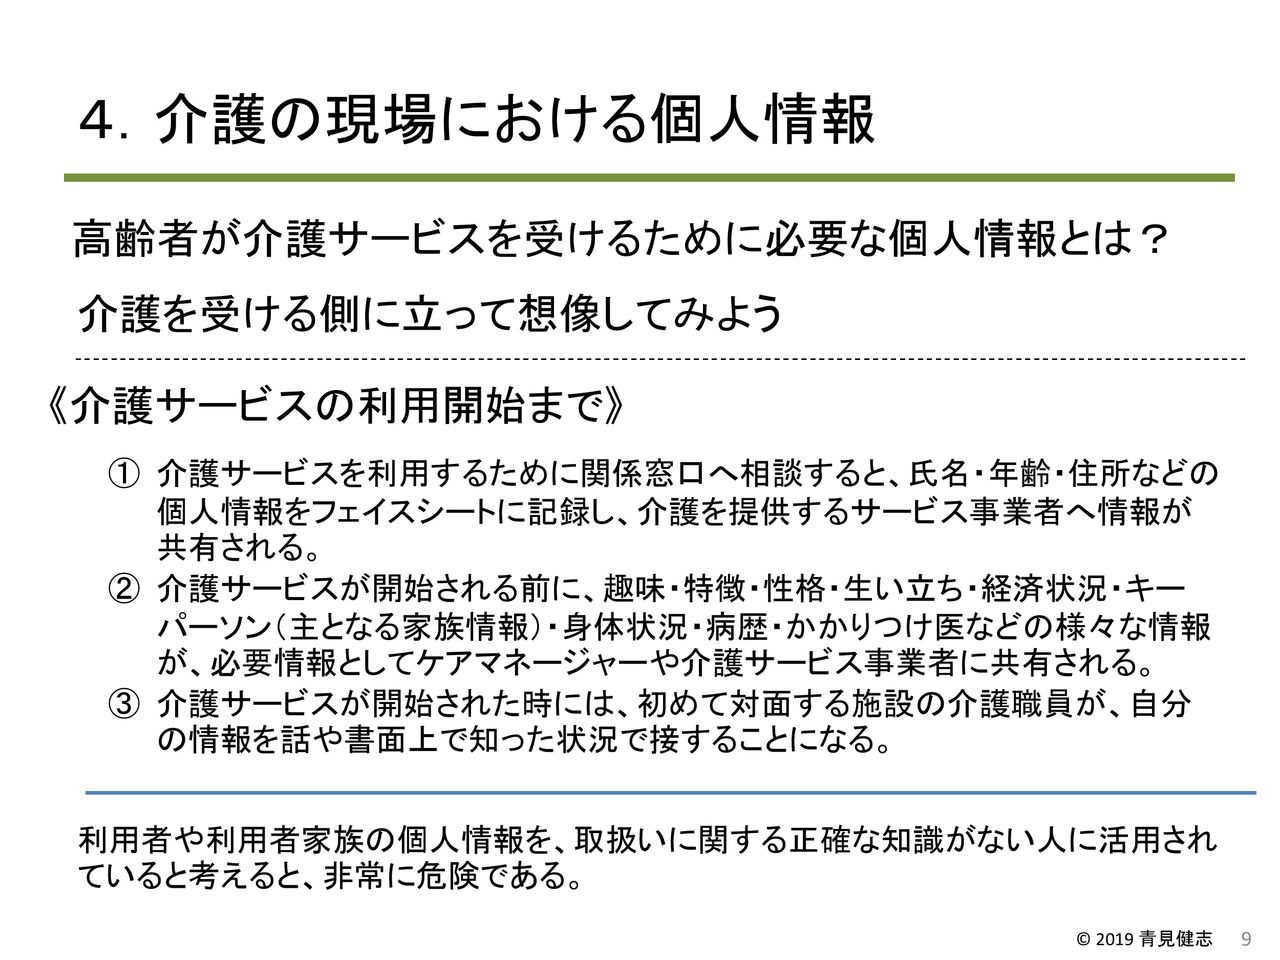 ４．介護の現場における個人情報
高齢者が介護サービスを受けるために必要な個人情報とは？
介護を受ける側に立って想像してみよう
《介護サービスの利用開始まで》
① 介護サービスを利用するために関係窓口へ相談すると、氏名・年齢・住所などの
個人情報をフェイスシートに記録し、介護を提供するサービス事業者へ情報が
共有される。
② 介護サービスが開始される前に、趣味・特徴・性格・生い立ち・経済状況・キー
パーソン（主となる家族情報）・身体状況・病歴・かかりつけ医などの様々な情報
が、必要情報としてケアマネージャーや介護サービス事業者に共有される。
③ 介護サービスが開始された時には、初めて対面する施設の介護職員が、自分
の情報を話や書面上で知った状況で接することになる。
利用者や利用者家族の個人情報を、取扱いに関する正確な知識がない人に活用され
ていると考えると、非常に危険である。
© 2019 青見健志 9